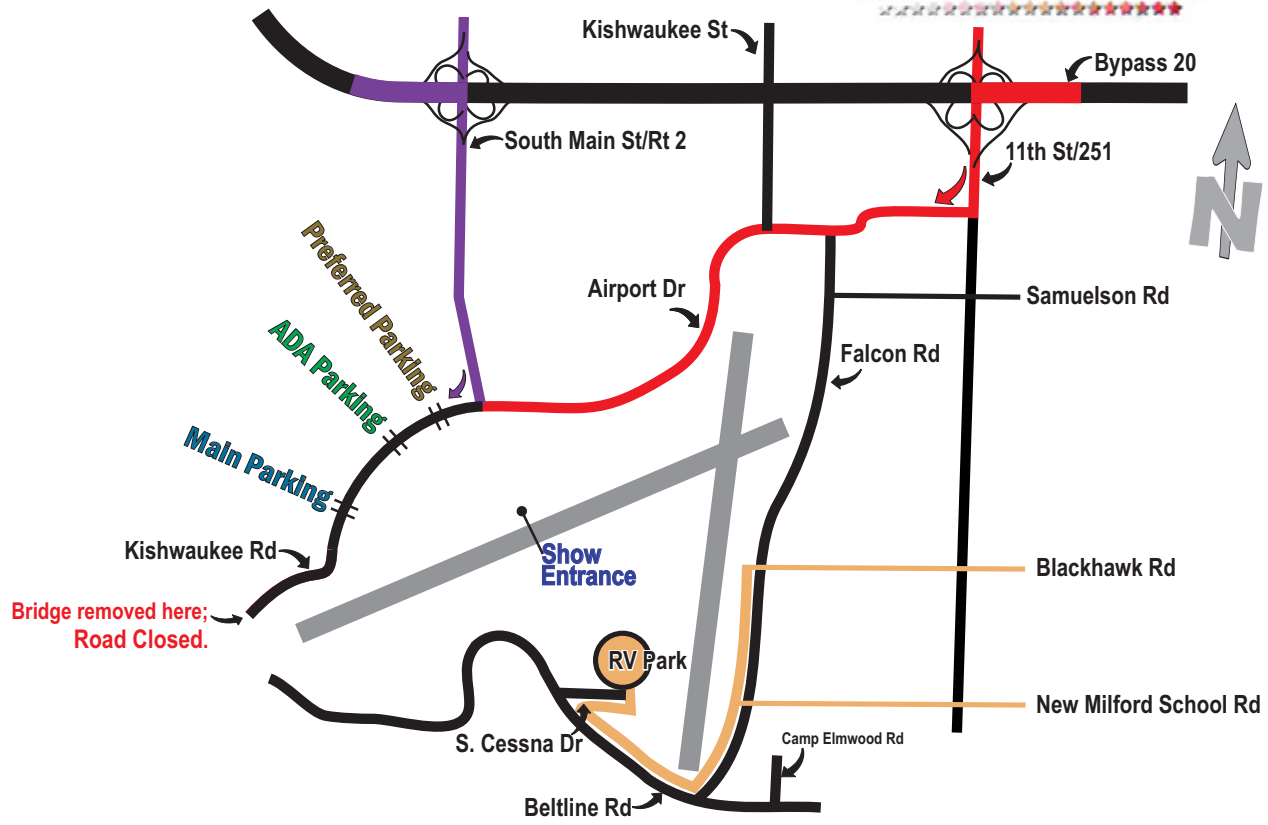 Kishwaukee St
Bypass 20
South Main St/Rt 2
11th St/251
N
Preferred Parking
Airport Dr
Samuelson Rd
ADA Parking
Falcon Rd
Main Parking
Kishwaukee Rd
Show
Entrance
Blackhawk Rd
Bridge removed here;
Road Closed.
RV Park
New Milford School Rd
S. Cessna Dr
Camp Elmwood Rd
Beltline Rd